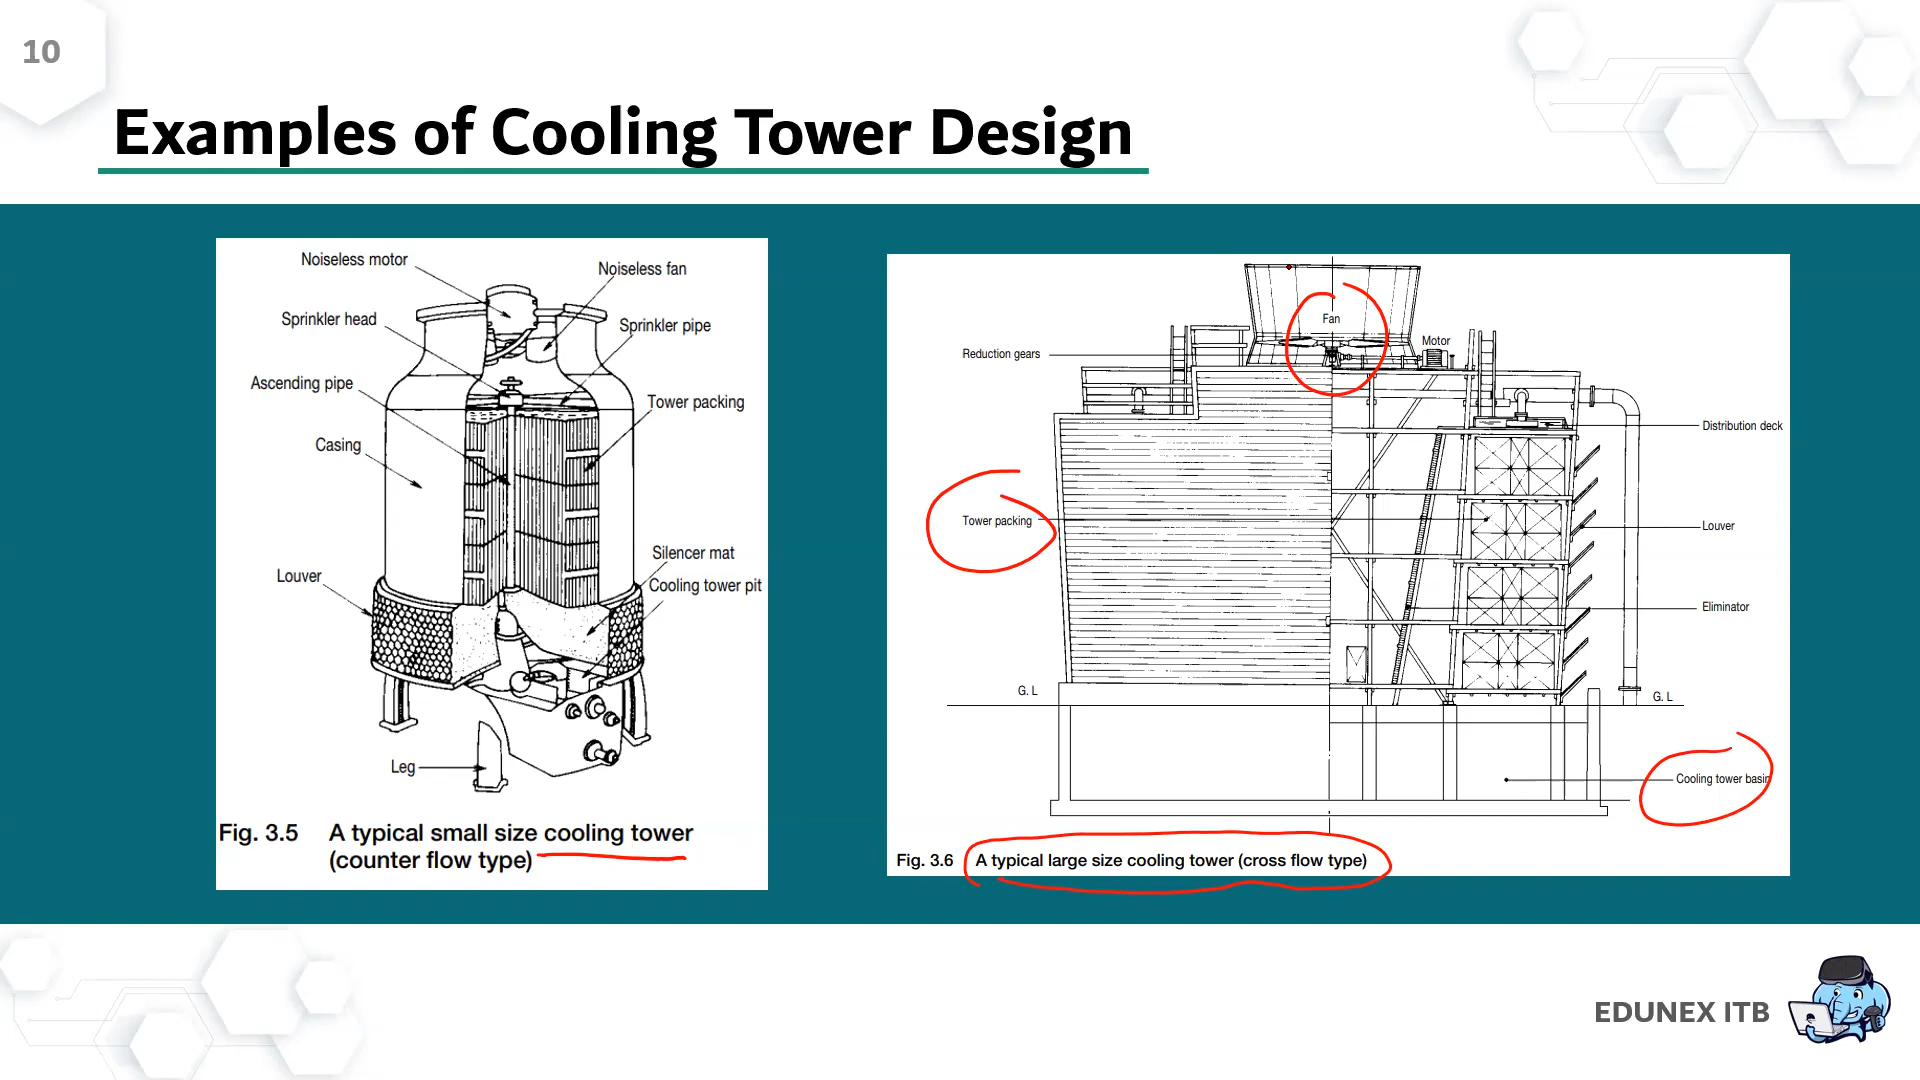 10
Examples of Cooling Tower Design
Noiseless motor
Noiseless fan
Sprinkler head
Sprinkler pipe
Ascending pipe
Tower packing
Casing
Silencer mat
Louver
Cooling tower pit
Leg
Fig. 3.5 A typical small size cooling tower
(counter flow type)
Fan
Motor
Reduction gears
Distribution deck
Tower packing
Louver
Eliminator
G. L
G. L
Cooling tower basin
Fig. 3.6 A typical large size cooling tower (cross flow type)
EDUNEX ITB